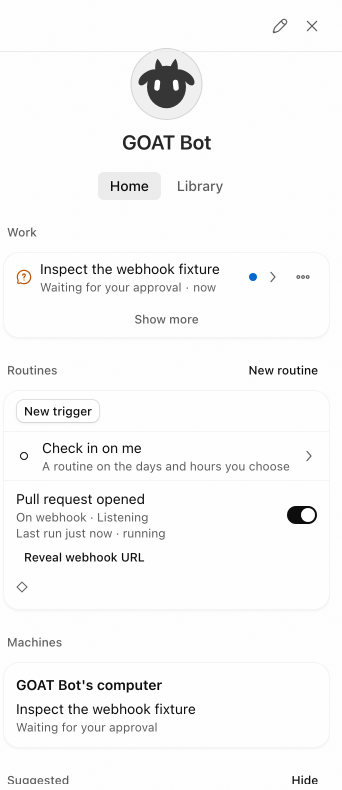 GOAT Bot
Home
Library
Work
Inspect the webhook fixture
Waiting for your approval · now
Show more
Routines
New routine
New trigger
Check in on me
A routine on the days and hours you choose
Pull request opened
On webhook · Listening
Last run just now · running
Reveal webhook URL
Machines
GOAT Bot's computer
Inspect the webhook fixture
Waiting for your approval
Suggested
Hide